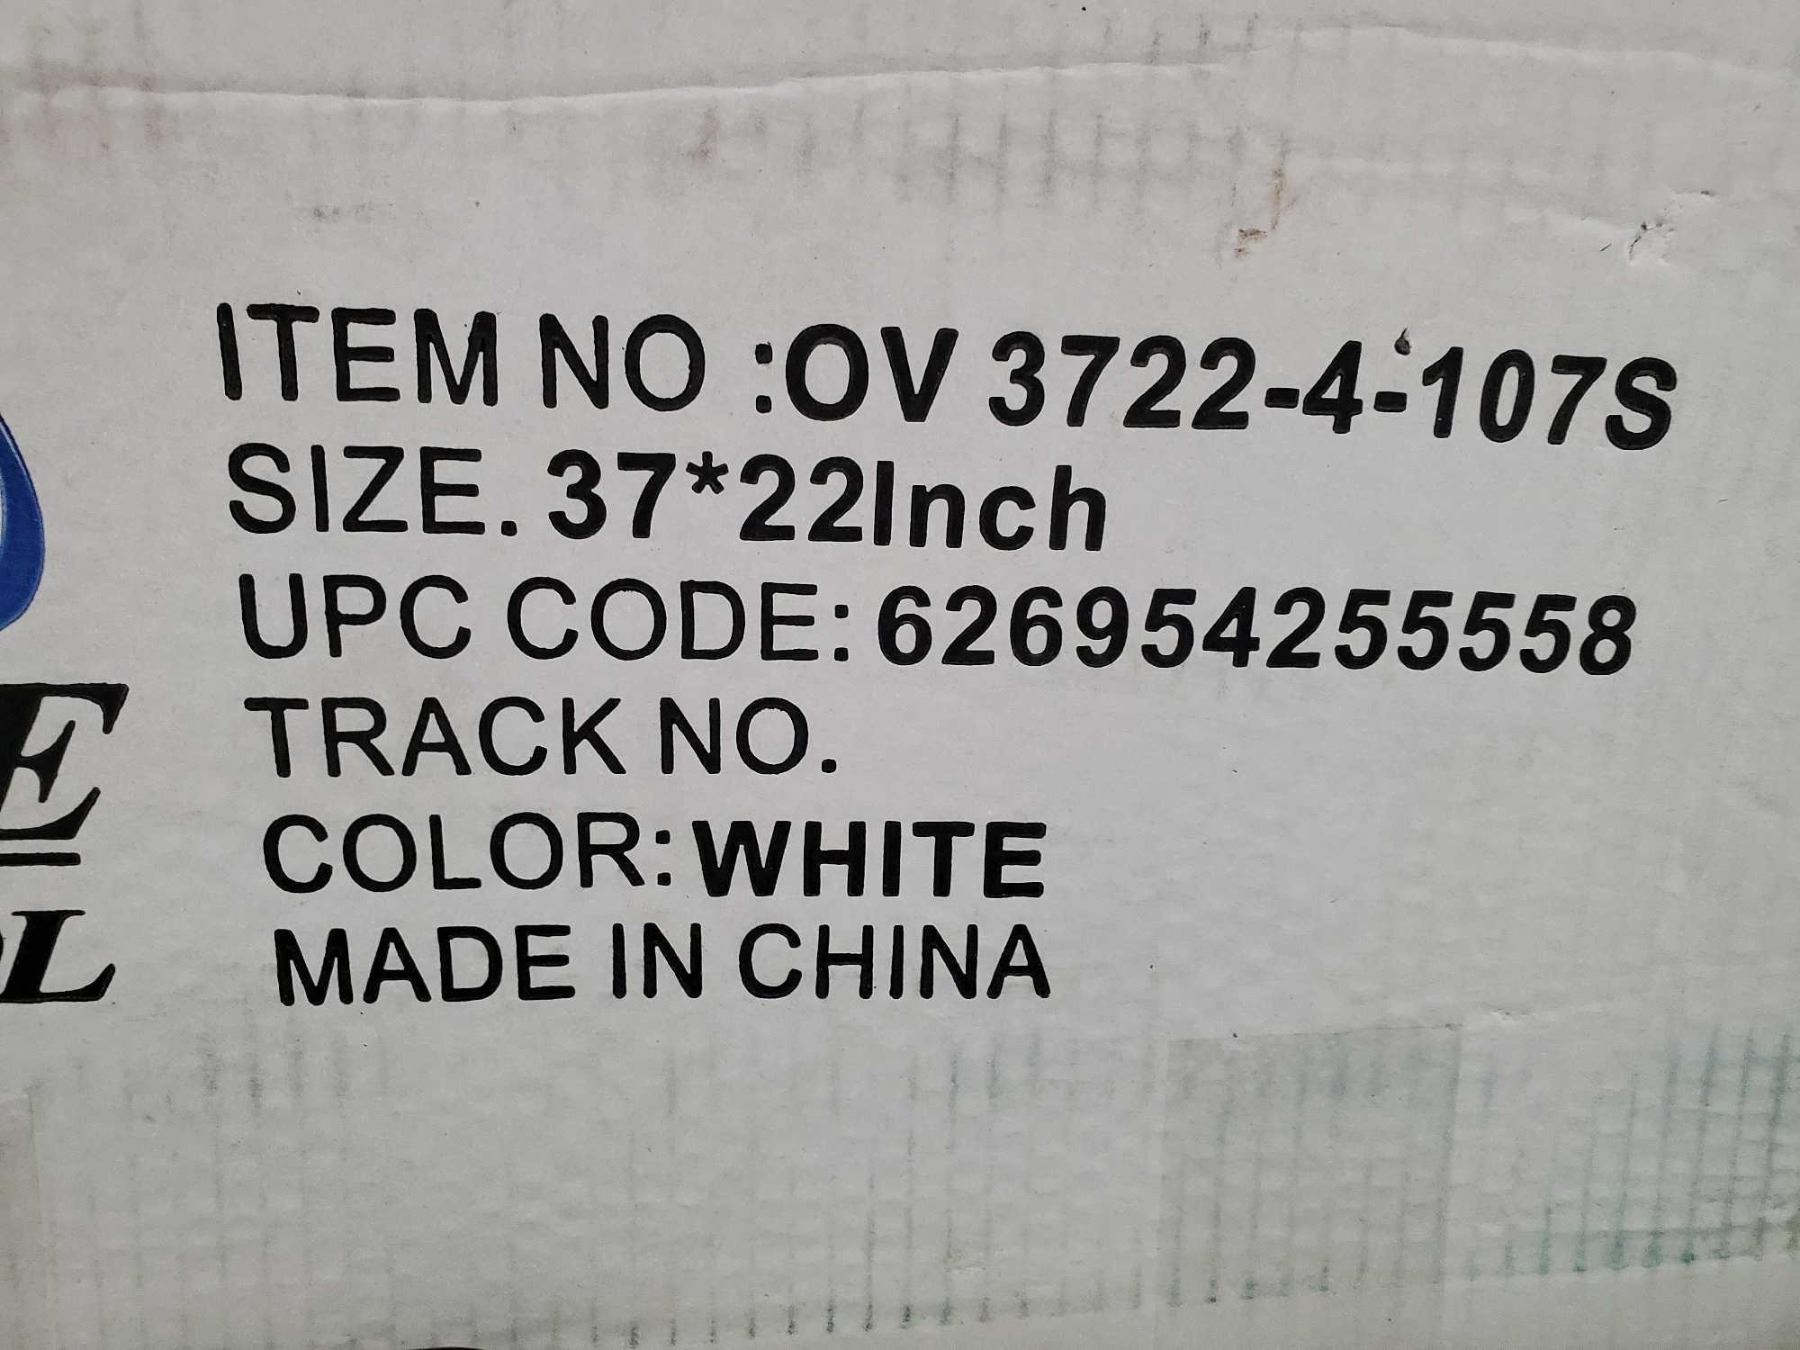 ITEM NO :OV 3722-4-107S
SIZE. 37*22Inch
UPC CODE: 626954255558
TRACK NO.
COLOR: WHITE
MADE IN CHINA
E
L